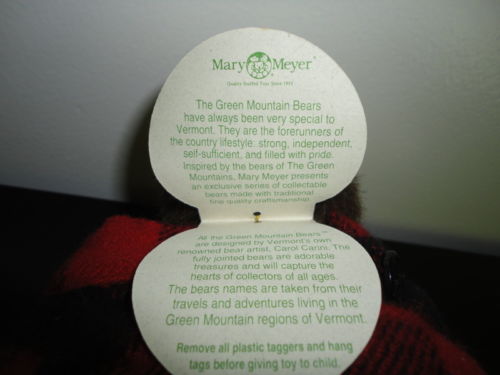 Mary Meyer®
Quality Stuffed Toys Since 1933
The Green Mountain Bears
have always been very special to
Vermont. They are the forerunners of
the country lifestyle: strong, independent,
self-sufficient, and filled with pride.
Inspired by the bears of The Green
Mountains, Mary Meyer presents
an exclusive series of collectable
bears made with traditional
fine quality craftsmanship.
All the Green Mountain Bears™
are designed by Vermont's own
renowned bear artist, Carol Carini. The
fully jointed bears are adorable
treasures and will capture the
hearts of collectors of all ages.
The bears names are taken from their
travels and adventures living in the
Green Mountain regions of Vermont.
Remove all plastic taggers and hang
tags before giving toy to child.